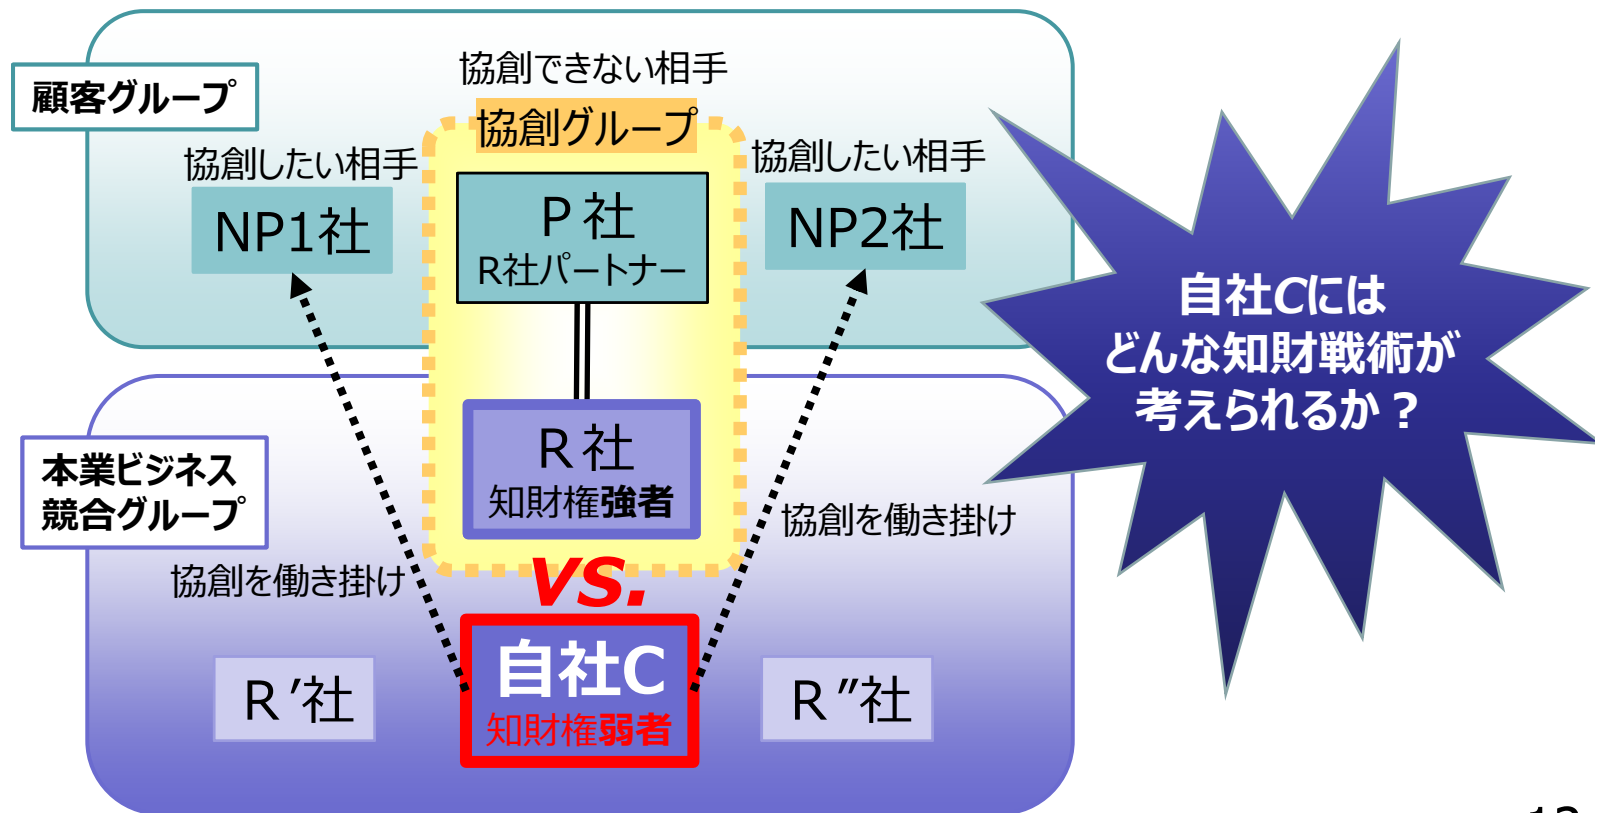 協創できない相手
顧客グループ
協創グループ
協創したい相手
協創したい相手
NP1社
P社
R社パートナー
NP2社
自社Cには
どんな知財戦術が
考えられるか？
本業ビジネス
競合グループ
R社
知財権強者
協創を働き掛け
協創を働き掛け
VS.
自社C
知財権弱者
R′社
R″社